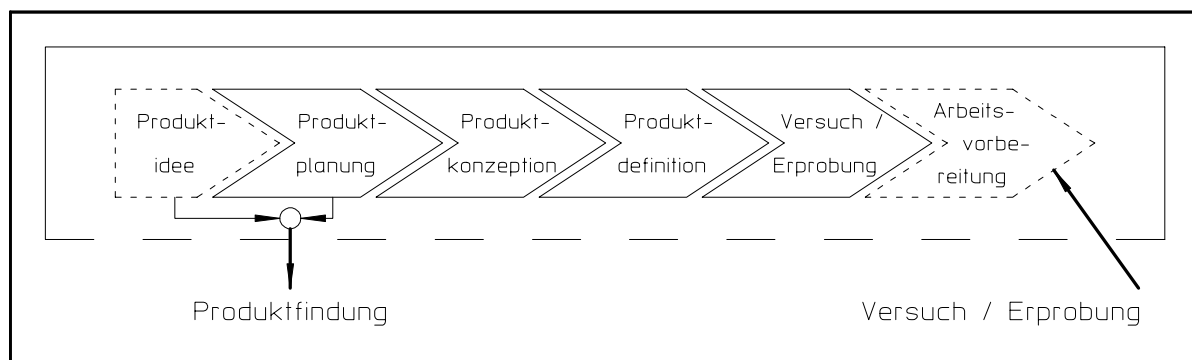 Produkt-
idee
Produkt-
planung
Produkt-
konzeption
Produkt-
definition
Versuch /
Erprobung
Arbeits-
vorbe-
reitung
Produktfindung
Versuch / Erprobung